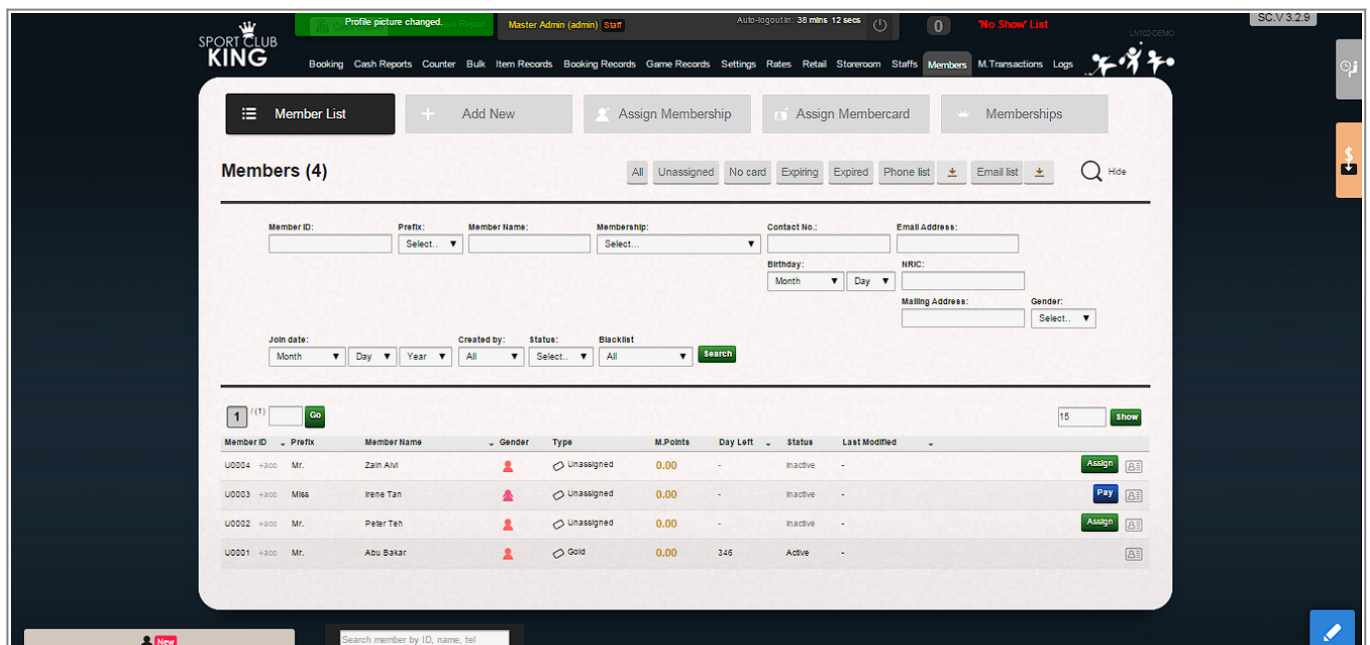 SPORT CLUB
KING
Profile picture changed.
Master Admin (admin) Staff
Auto-logout in: 38 mins 12 secs
0
'No Show' List
SC.V 3.2.9
LN102-DEMO
Booking Cash Reports Counter Bulk Item Records Booking Records Game Records Settings Rates Retail Storeroom Staffs Members M.Transactions Logs
Member List Add New Assign Membership Assign Membercard Memberships
Members (4)
All Unassigned No card Expiring Expired Phone list Email list Hide
Member ID: Prefix: Member Name: Membership: Contact No.: Email Address:
Select.. Select...
Birthday: NRIC:
Month Day
Mailing Address: Gender:
Select..
Join date: Created by: Status: Blacklist
Month Day Year All Select.. All Search
1 /(1) Go 15 Show
Member ID Prefix Member Name Gender Type M.Points Day Left Status Last Modified
U0004 +acc Mr. Zain Alvi Unassigned 0.00 - Inactive - Assign
U0003 +acc Miss Irene Tan Unassigned 0.00 - Inactive - Pay
U0002 +acc Mr. Peter Teh Unassigned 0.00 - Inactive - Assign
U0001 +acc Mr. Abu Bakar Gold 0.00 346 Active -
New
Search member by ID, name, tel